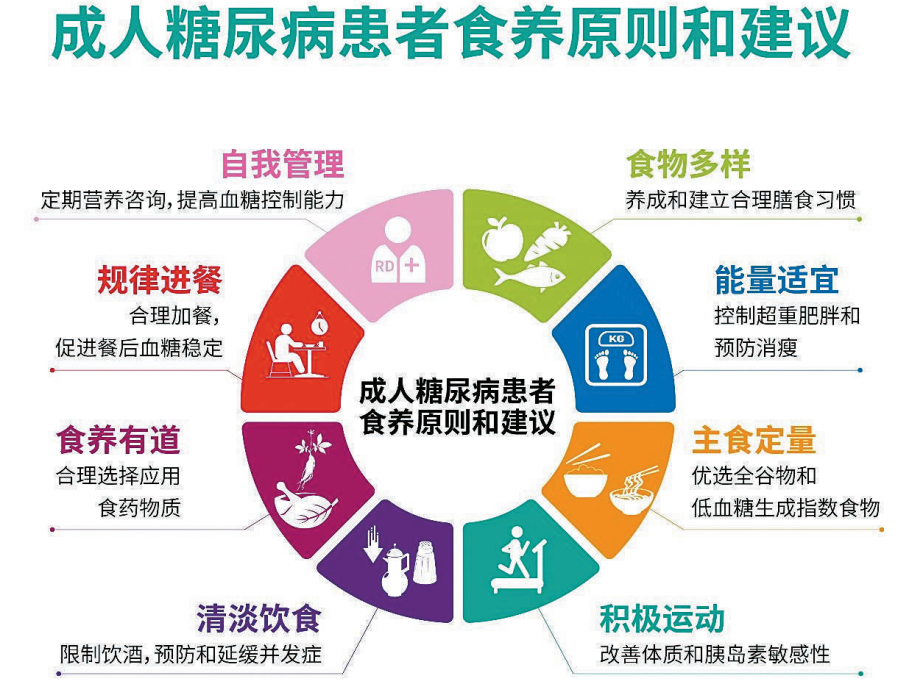 成人糖尿病患者食养原则和建议
自我管理
定期营养咨询,提高血糖控制能力
食物多样
养成和建立合理膳食习惯
规律进餐
合理加餐,
促进餐后血糖稳定
能量适宜
控制超重肥胖和
预防消瘦
食养有道
合理选择应用
食药物质
主食定量
优选全谷物和
低血糖生成指数食物
清淡饮食
限制饮酒,预防和延缓并发症
积极运动
改善体质和胰岛素敏感性
成人糖尿病患者
食养原则和建议
RD
KG